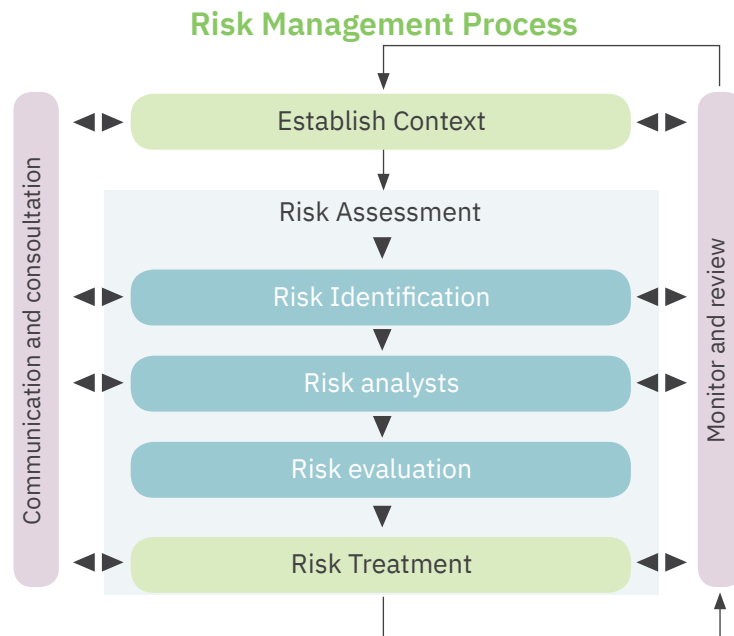 Risk Management Process
Establish Context
Risk Assessment
Risk Identification
Risk analysts
Risk evaluation
Risk Treatment
Communication and consoultation
Monitor and review